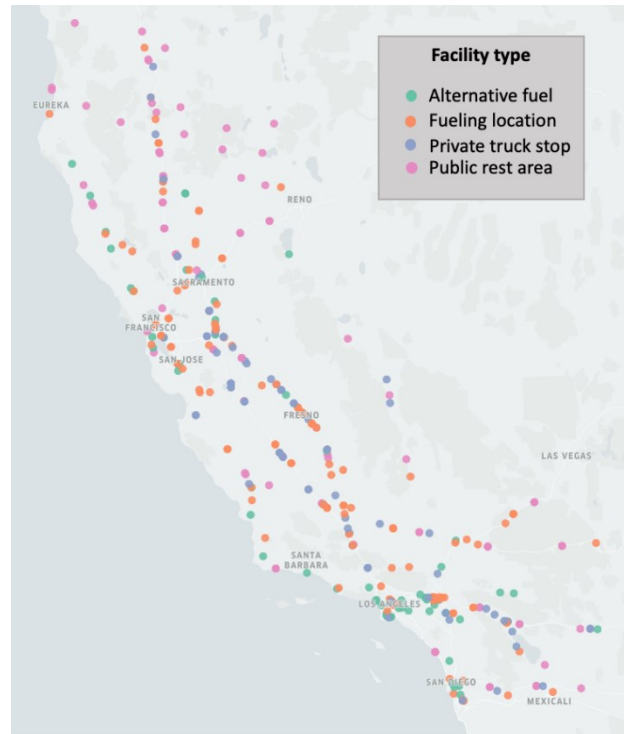 Facility type
Alternative fuel
Fueling location
Private truck stop
Public rest area
EUREKA
RENO
SACRAMENTO
SAN
FRANCISCO
SAN JOSE
FRESNO
LAS VEGAS
SANTA
BARBARA
LOS ANGELES
SAN DIEGO
MEXICALI